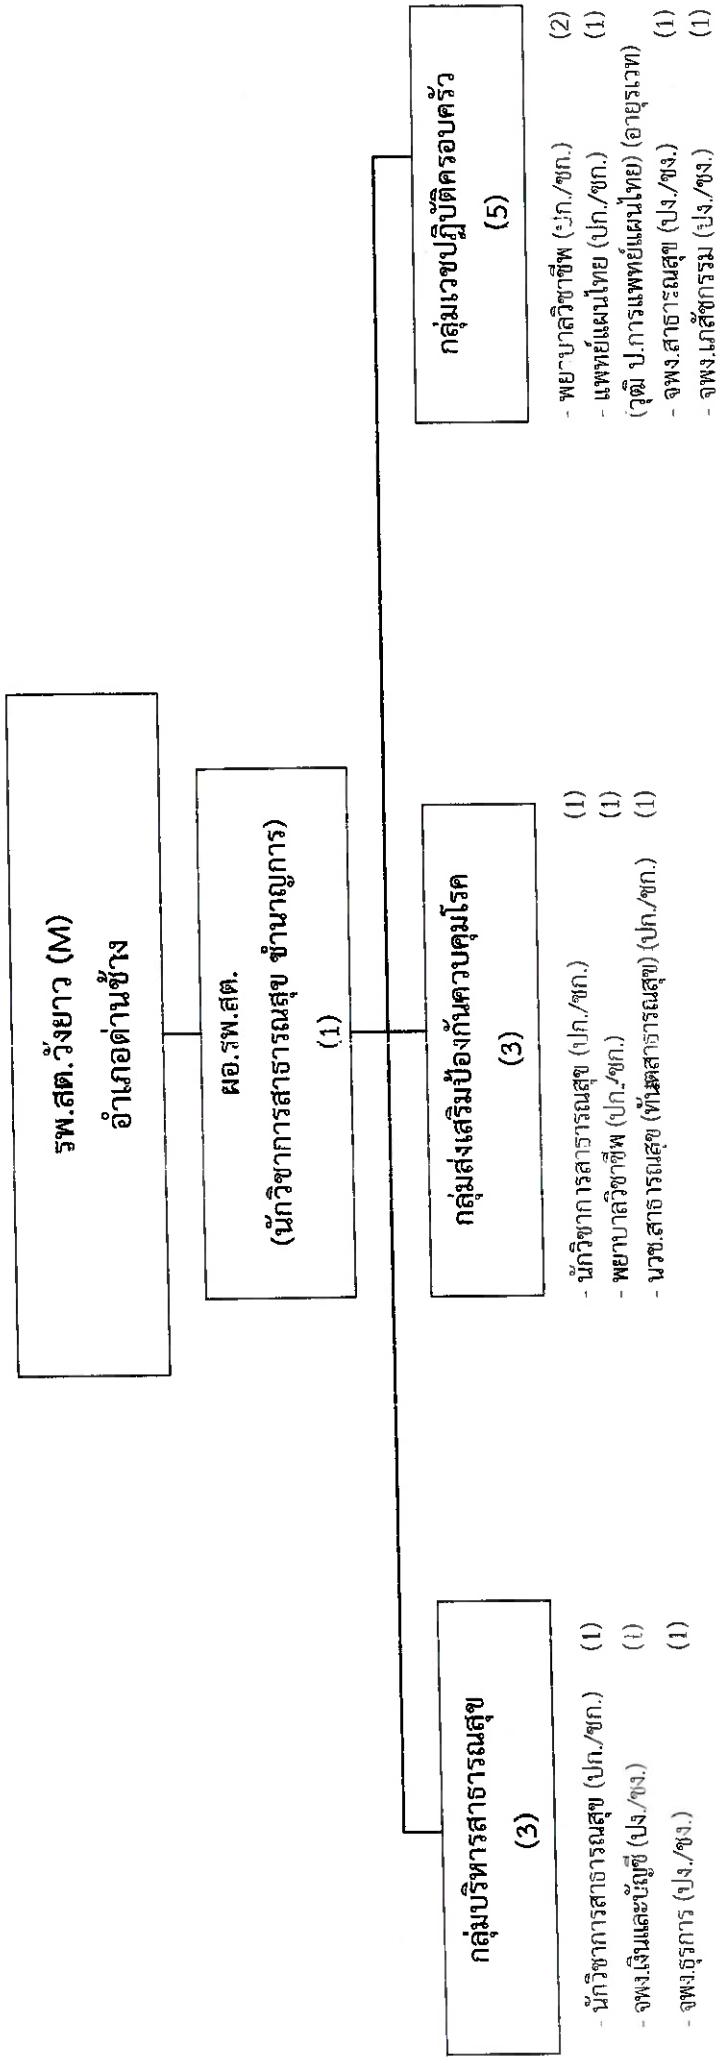 รพ.สต.วังยาว (M)
อำเภอด่านช้าง
ผอ.รพ.สต.
(นักวิชาการสาธารณสุข ชำนาญการ)
(1)
กลุ่มบริหารสาธารณสุข
(3)
- นักวิชาการสาธารณสุข (ปก./ชก.) (1)
- จพง.เงินและบัญชี (ปง./ชง.) (1)
- จพง.ธุรการ (ปง./ชง.) (1)
กลุ่มส่งเสริมป้องกันควบคุมโรค
(3)
- นักวิชาการสาธารณสุข (ปก./ชก.) (1)
- พยาบาลวิชาชีพ (ปก./ชก.) (1)
- นวช.สาธารณสุข (ทันตสาธารณสุข) (ปก./ชก.) (1)
กลุ่มเวชปฏิบัติครอบครัว
(5)
- พยาบาลวิชาชีพ (ปก./ชก.) (2)
- แพทย์แผนไทย (ปก./ชก.) (1)
(วุฒิ ป.การแพทย์แผนไทย) (อายุรเวท)
- จพง.สาธารณสุข (ปง./ชง.) (1)
- จพง.เภสัชกรรม (ปง./ชง.) (1)